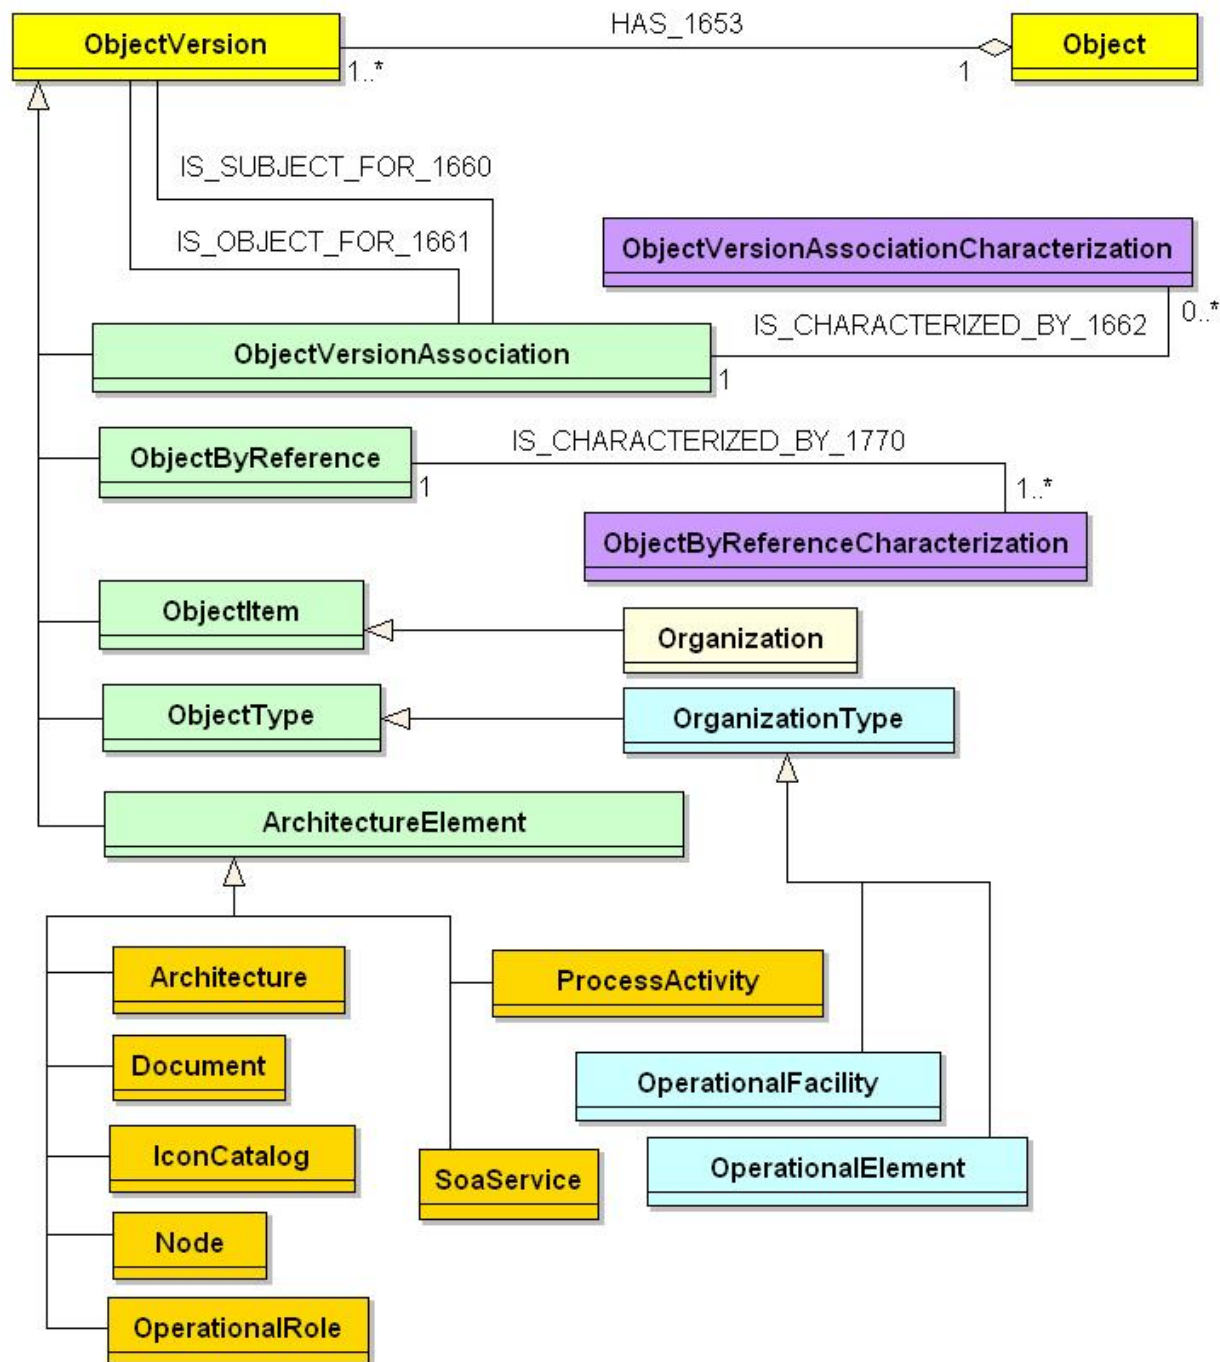 ObjectVersion
HAS_1653
Object
1..*
1
IS_SUBJECT_FOR_1660
IS_OBJECT_FOR_1661
ObjectVersionAssociationCharacterization
0..*
IS_CHARACTERIZED_BY_1662
ObjectVersionAssociation
1
IS_CHARACTERIZED_BY_1770
ObjectByReference
1
1..*
ObjectByReferenceCharacterization
ObjectItem
Organization
ObjectType
OrganizationType
ArchitectureElement
Architecture
ProcessActivity
Document
OperationalFacility
IconCatalog
SoaService
OperationalElement
Node
OperationalRole